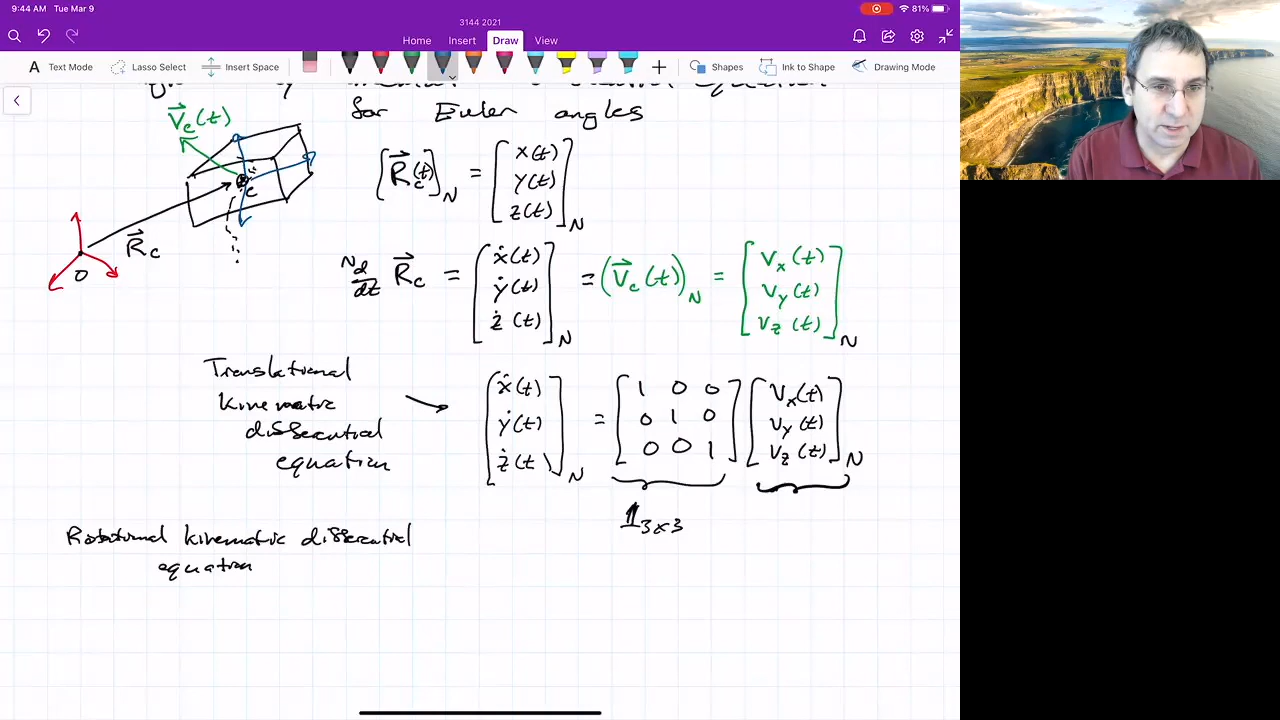 9:44 AM Tue Mar 9
81%
3144 2021
Home Insert Draw View
Text Mode Lasso Select Insert Space Shapes Ink to Shape Drawing Mode
for Euler angles
V⃗c(t)
[R⃗c(t)]N = [x(t) y(t) z(t)]N
C
R⃗c
O
ᴺd/dt R⃗c = [ẋ(t) ẏ(t) ż(t)]N = (V⃗c(t))N = [Vx(t) Vy(t) Vz(t)]N
Translational
kinematic
differential
equation
[ẋ(t) ẏ(t) ż(t)]N = [1 0 0 0 1 0 0 0 1] [Vx(t) Vy(t) Vz(t)]N
1 3x3
Rotational kinematic differential
equation